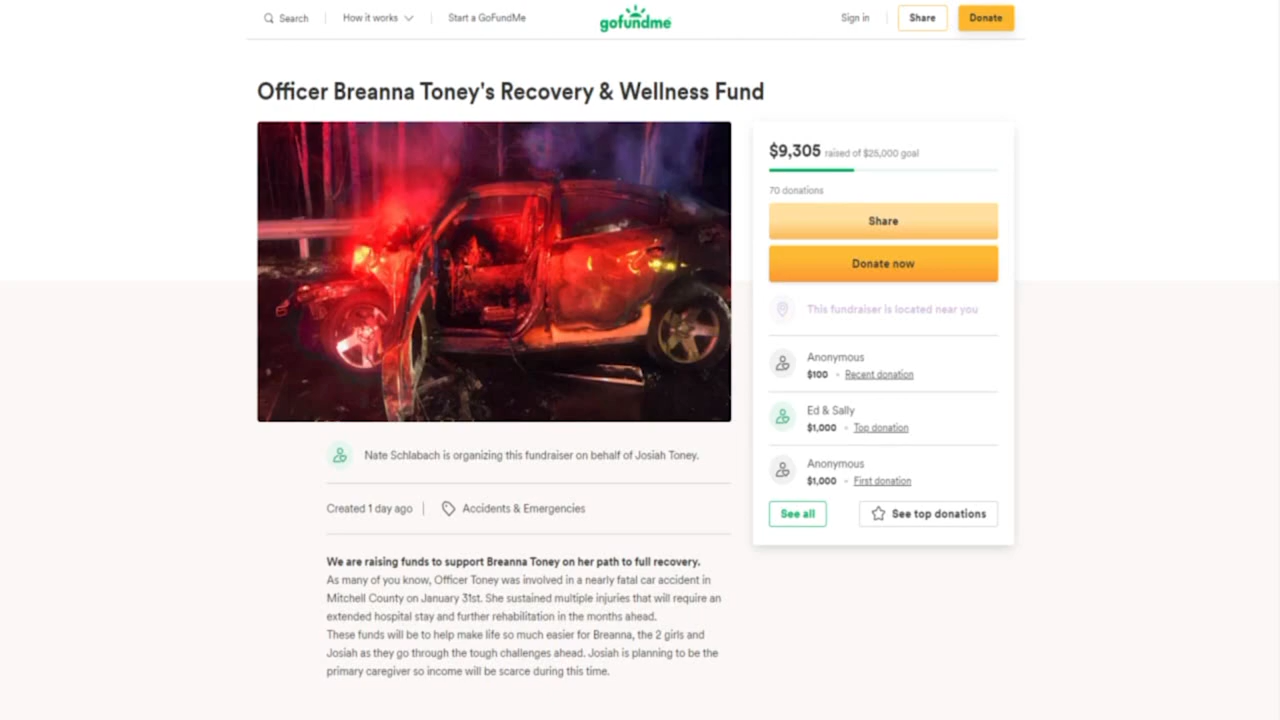 Search
How it works
Start a GoFundMe
gofundme
Sign in
Share
Donate
Officer Breanna Toney's Recovery & Wellness Fund
$9,305 raised of $25,000 goal
70 donations
Share
Donate now
This fundraiser is located near you
Anonymous
$100 • Recent donation
Ed & Sally
$1,000 • Top donation
Anonymous
$1,000 • First donation
See all
See top donations
Nate Schlabach is organizing this fundraiser on behalf of Josiah Toney.
Created 1 day ago
Accidents & Emergencies
We are raising funds to support Breanna Toney on her path to full recovery.
As many of you know, Officer Toney was involved in a nearly fatal car accident in
Mitchell County on January 31st. She sustained multiple injuries that will require an
extended hospital stay and further rehabilitation in the months ahead.
These funds will be to help make life so much easier for Breanna, the 2 girls and
Josiah as they go through the tough challenges ahead. Josiah is planning to be the
primary caregiver so income will be scarce during this time.